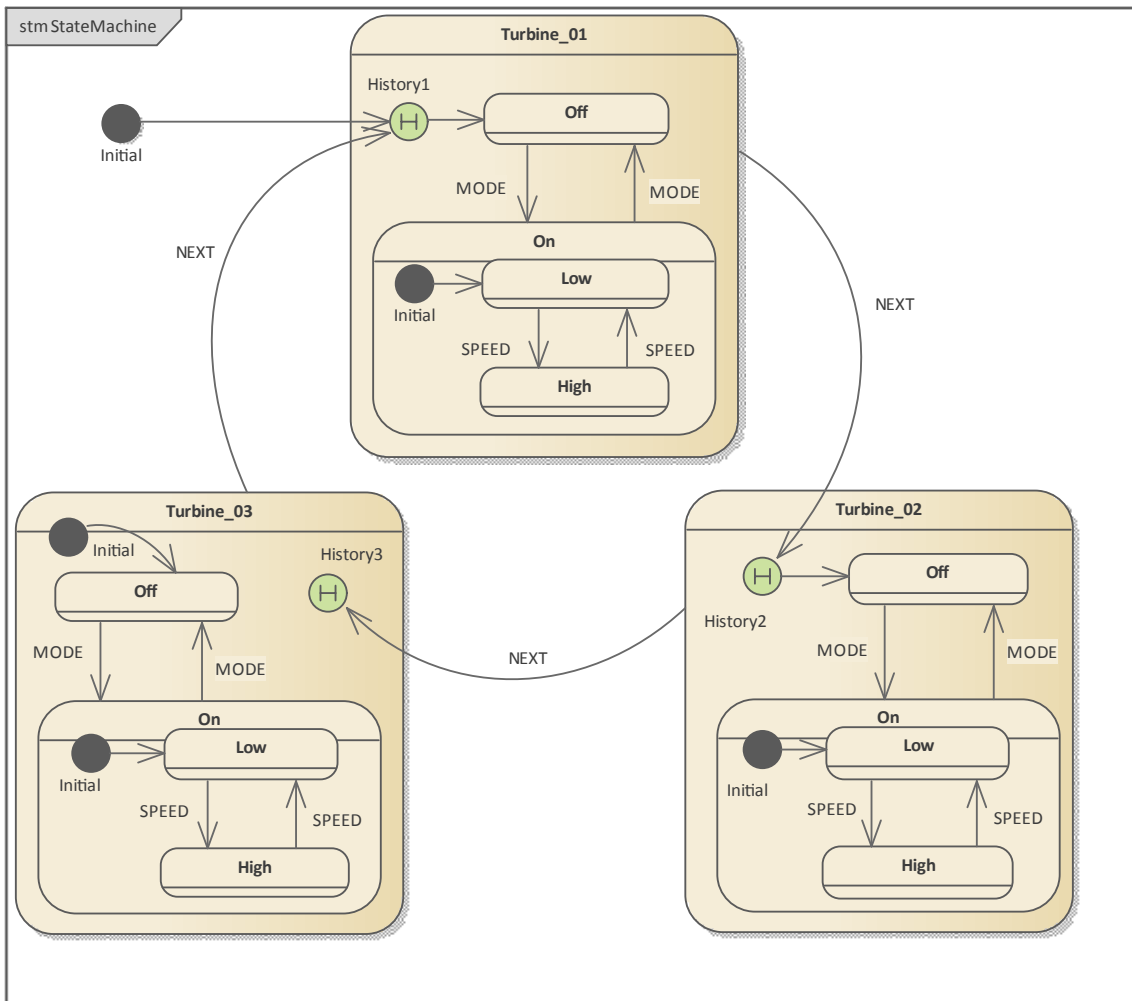 stm StateMachine
Turbine_01
History1
H
Off
Initial
MODE
MODE
On
NEXT
Low
Initial
NEXT
SPEED
SPEED
High
Turbine_03
Initial
History3
H
Off
MODE
MODE
On
Low
Initial
SPEED
SPEED
High
NEXT
Turbine_02
H
Off
History2
MODE
MODE
On
Low
Initial
SPEED
SPEED
High